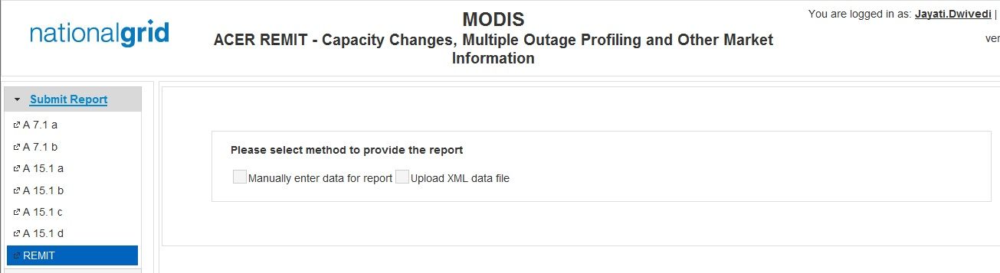 nationalgrid
MODIS
ACER REMIT - Capacity Changes, Multiple Outage Profiling and Other Market
Information
You are logged in as: Jayati.Dwivedi |
ver
Submit Report
A 7.1 a
A 7.1 b
A 15.1 a
A 15.1 b
A 15.1 c
A 15.1 d
REMIT
Please select method to provide the report
Manually enter data for report Upload XML data file